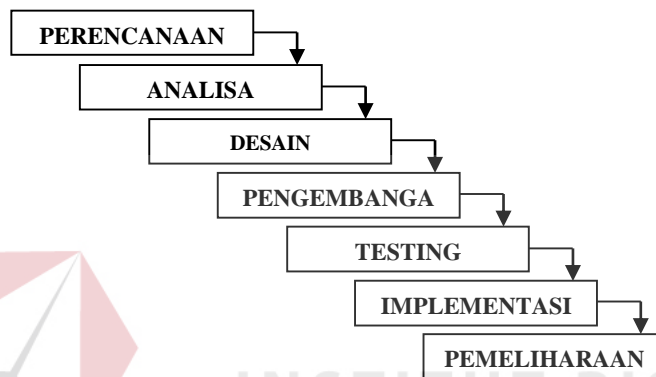 PERENCANAAN
ANALISA
DESAIN
PENGEMBANGA
TESTING
IMPLEMENTASI
PEMELIHARAAN